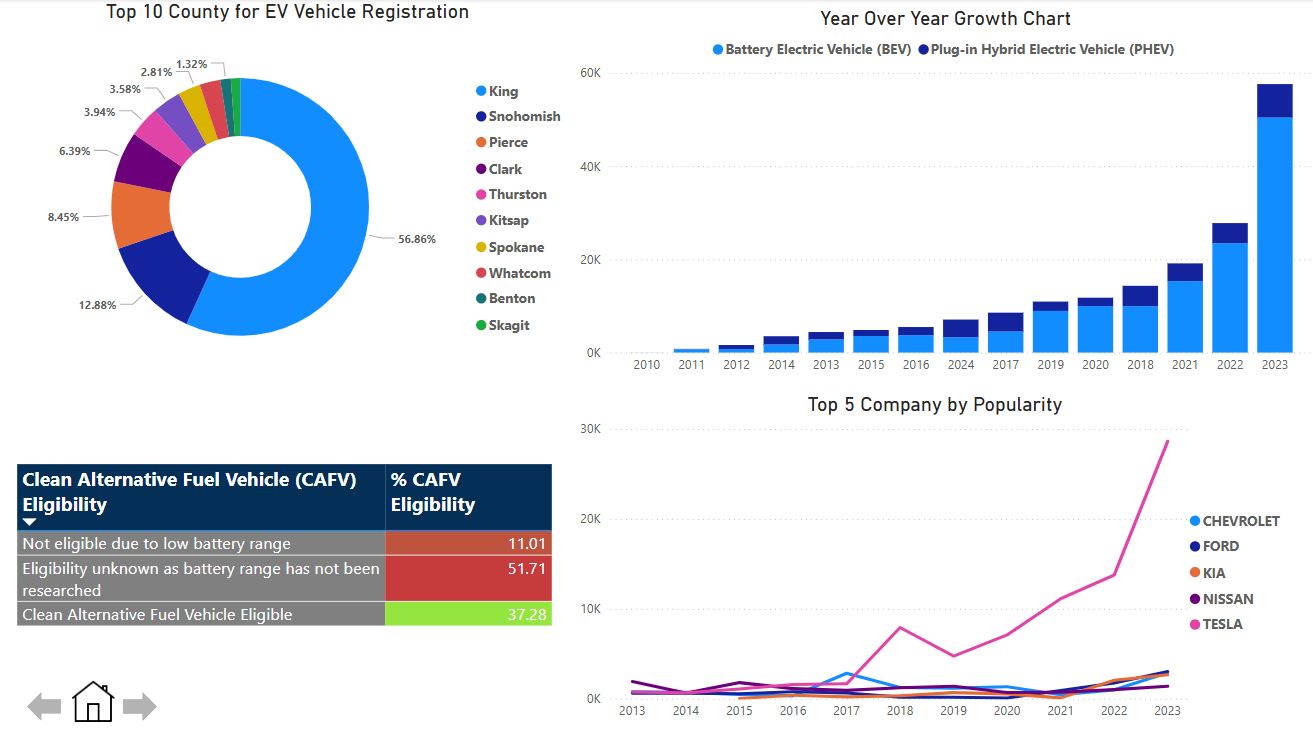 Top 10 County for EV Vehicle Registration
1.32%
2.81%
3.58%
3.94%
6.39%
8.45%
12.88%
56.86%
King
Snohomish
Pierce
Clark
Thurston
Kitsap
Spokane
Whatcom
Benton
Skagit
Year Over Year Growth Chart
Battery Electric Vehicle (BEV) Plug-in Hybrid Electric Vehicle (PHEV)
60K
40K
20K
0K
2010 2011 2012 2014 2013 2015 2016 2024 2017 2019 2020 2018 2021 2022 2023
Clean Alternative Fuel Vehicle (CAFV) % CAFV
Eligibility Eligibility
Not eligible due to low battery range 11.01
Eligibility unknown as battery range has not been 51.71
researched
Clean Alternative Fuel Vehicle Eligible 37.28
Top 5 Company by Popularity
30K
20K
10K
0K
2013 2014 2015 2016 2017 2018 2019 2020 2021 2022 2023
CHEVROLET
FORD
KIA
NISSAN
TESLA